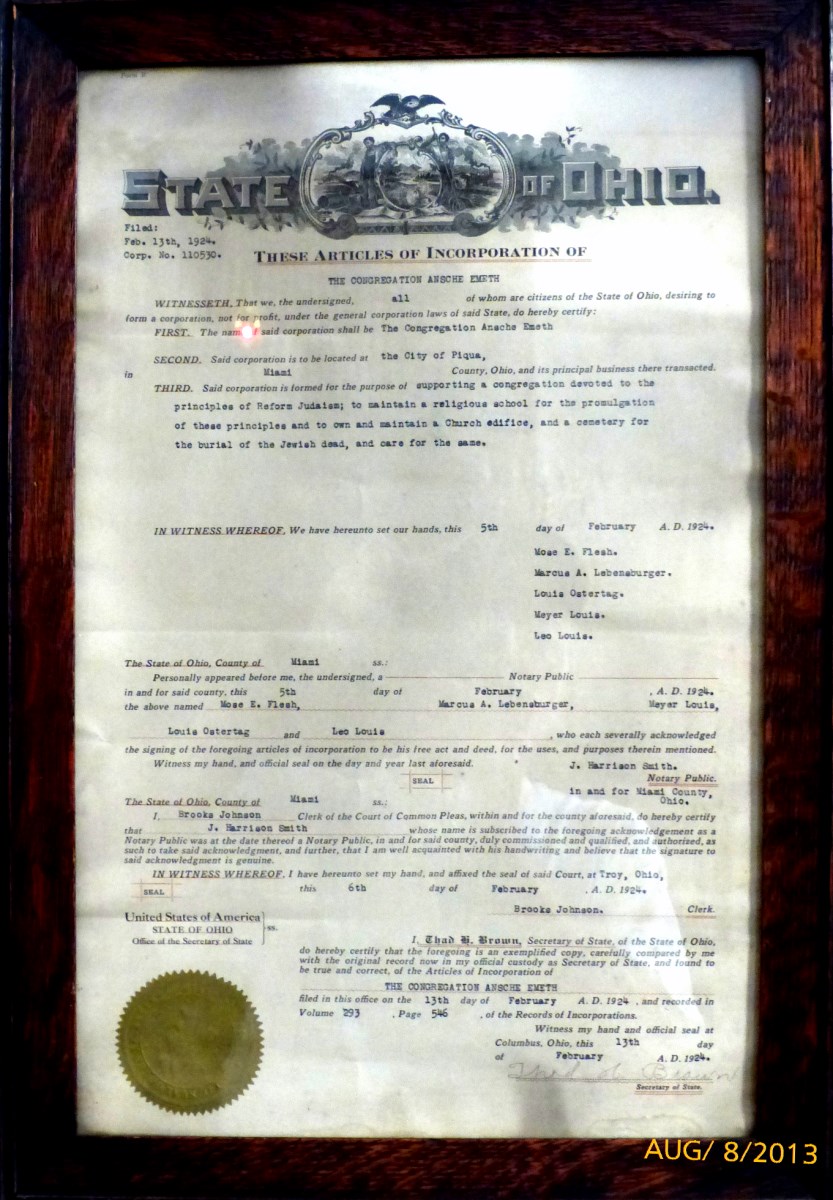 Form B
STATE OF OHIO.
Filed:
Feb. 13th, 1924.
Corp. No. 110530.
THESE ARTICLES OF INCORPORATION OF
THE CONGREGATION ANSCHE EMETH
WITNESSETH, That we, the undersigned, all of whom are citizens of the State of Ohio, desiring to
form a corporation, not for profit, under the general corporation laws of said State, do hereby certify:
FIRST. The name of said corporation shall be The Congregation Ansche Emeth
SECOND. Said corporation is to be located at the City of Piqua,
in Miami County, Ohio, and its principal business there transacted.
THIRD. Said corporation is formed for the purpose of supporting a congregation devoted to the
principles of Reform Judaism; to maintain a religious school for the promulgation
of these principles and to own and maintain a Church edifice, and a cemetery for
the burial of the Jewish dead, and care for the same.
IN WITNESS WHEREOF, We have hereunto set our hands, this 5th day of February A. D. 1924.
Mose E. Flesh.
Marcus A. Lebensburger.
Louis Ostertag.
Meyer Louis.
Leo Louis.
The State of Ohio, County of Miami ss.:
Personally appeared before me, the undersigned, a Notary Public
in and for said county, this 5th day of February , A. D. 1924.
the above named Mose E. Flesh, Marcus A. Lebensburger, Meyer Louis,
Louis Ostertag and Leo Louis , who each severally acknowledged
the signing of the foregoing articles of incorporation to be his free act and deed, for the uses, and purposes therein mentioned.
Witness my hand, and official seal on the day and year last aforesaid.
J. Harrison Smith.
SEAL
Notary Public.
in and for Miami County,
Ohio.
The State of Ohio, County of Miami ss.:
I, Brooks Johnson Clerk of the Court of Common Pleas, within and for the county aforesaid, do hereby certify
that J. Harrison Smith whose name is subscribed to the foregoing acknowledgement as a
Notary Public was at the date thereof a Notary Public, in and for said county, duly commissioned and qualified, and authorized, as
such to take said acknowledgment, and further, that I am well acquainted with his handwriting and believe that the signature to
said acknowledgment is genuine.
IN WITNESS WHEREOF, I have hereunto set my hand, and affixed the seal of said Court, at Troy, Ohio,
SEAL this 6th day of February , A. D. 1924.
Brooks Johnson. Clerk.
United States of America
STATE OF OHIO
Office of the Secretary of State
ss.
I, Thad H. Brown, Secretary of State, of the State of Ohio,
do hereby certify that the foregoing is an exemplified copy, carefully compared by me
with the original record now in my official custody as Secretary of State, and found to
be true and correct, of the Articles of Incorporation of
THE CONGREGATION ANSCHE EMETH
filed in this office on the 13th day of February A. D. 1924 , and recorded in
Volume 293 , Page 546 , of the Records of Incorporations.
Witness my hand and official seal at
Columbus, Ohio, this 13th day
of February A. D. 1924.
Thad H. Brown
Secretary of State.
AUG/ 8/2013